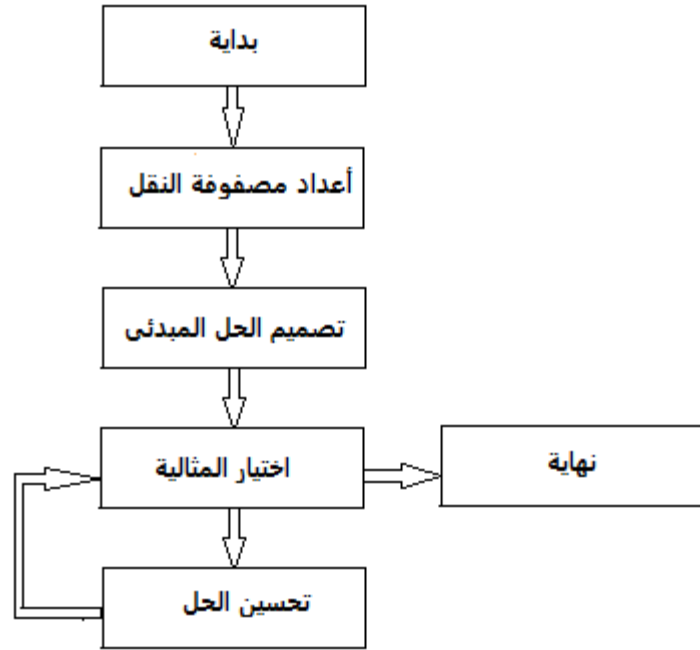 بداية
أعداد مصفوفة النقل
تصميم الحل المبدئى
اختيار المثالية
نهاية
تحسين الحل